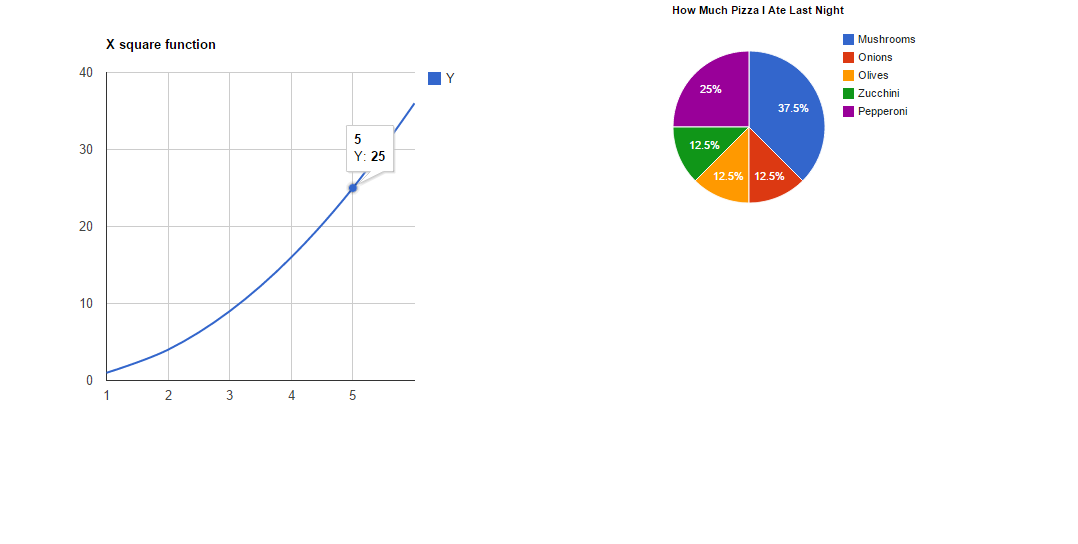 X square function
40
30
20
10
0
1 2 3 4 5
5
Y: 25
Y
How Much Pizza I Ate Last Night
37.5%
12.5%
12.5%
12.5%
25%
Mushrooms
Onions
Olives
Zucchini
Pepperoni